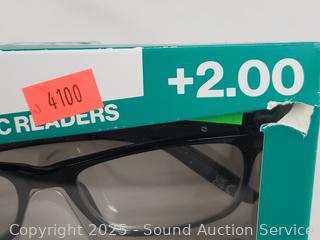 4100
+2.00
C READERS
Copyright 2025 - Sound Auction Service